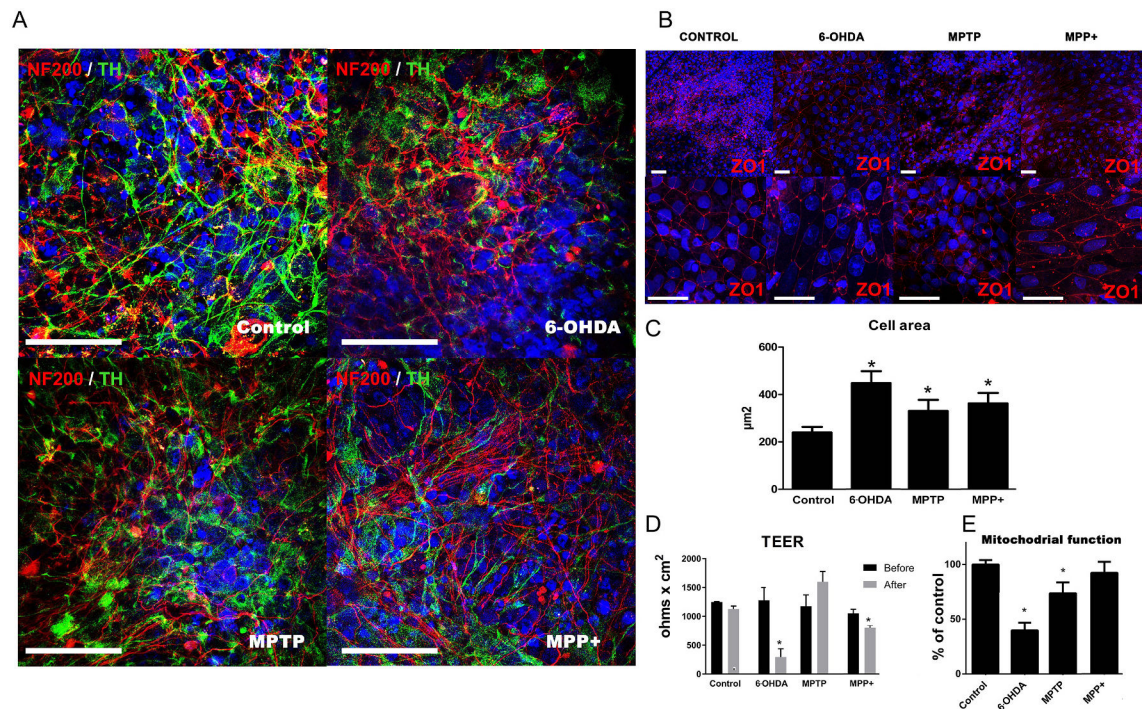 A
NF200 / TH
Control
NF200 / TH
6-OHDA
NF200 / TH
MPTP
NF200 / TH
MPP+
B
CONTROL 6-OHDA MPTP MPP+
ZO1 ZO1 ZO1 ZO1
ZO1 ZO1 ZO1 ZO1
C
Cell area
µm2
600
400
200
0
* * *
Control 6-OHDA MPTP MPP+
D
TEER
ohms x cm²
2000
1500
1000
500
0
Before
After
* *
Control 6-OHDA MPTP MPP+
E
Mitochodrial function
% of control
100
50
0
* *
Control 6-OHDA MPTP MPP+